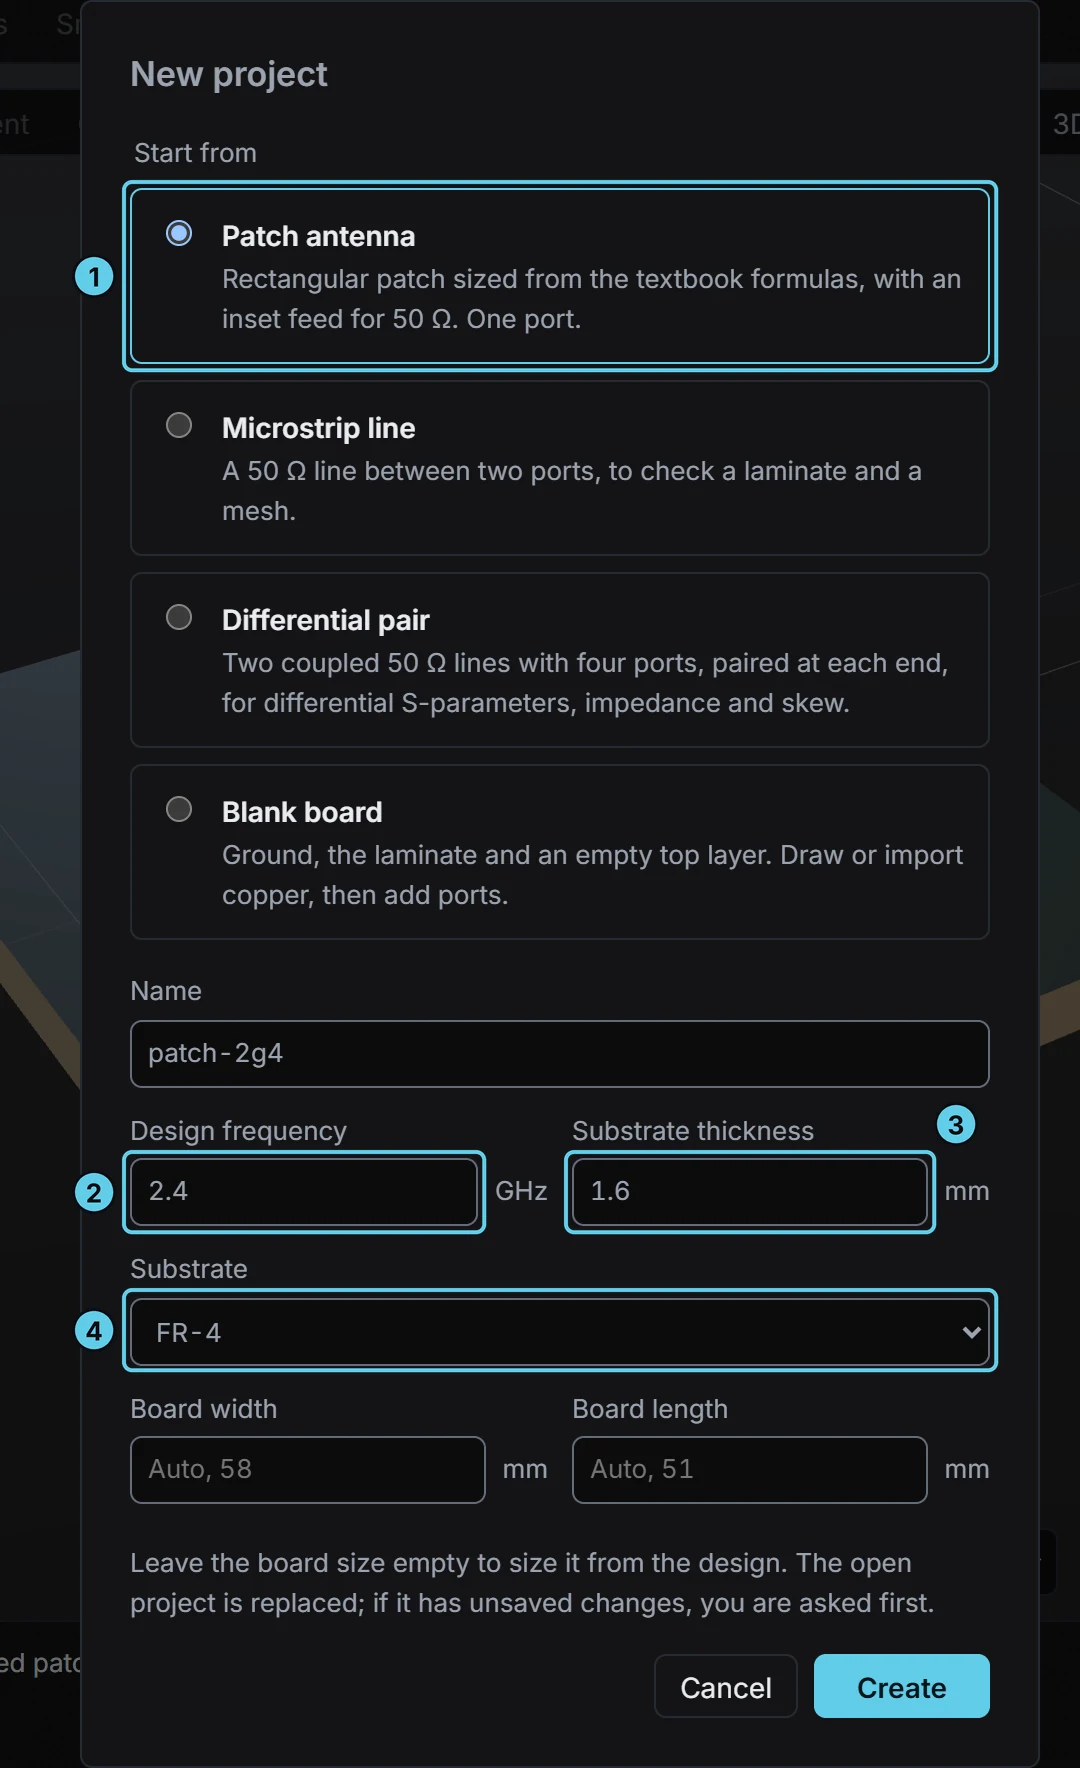 New project
Start from
Patch antenna
1
Rectangular patch sized from the textbook formulas, with an
inset feed for 50 Ω. One port.
Microstrip line
A 50 Ω line between two ports, to check a laminate and a
mesh.
Differential pair
Two coupled 50 Ω lines with four ports, paired at each end,
for differential S-parameters, impedance and skew.
Blank board
Ground, the laminate and an empty top layer. Draw or import
copper, then add ports.
Name
patch-2g4
Design frequency
Substrate thickness
3
2
2.4
GHz
1.6
mm
Substrate
4
FR-4
Board width
Board length
Auto, 58
mm
Auto, 51
mm
Leave the board size empty to size it from the design. The open
project is replaced; if it has unsaved changes, you are asked first.
Cancel
Create
3D